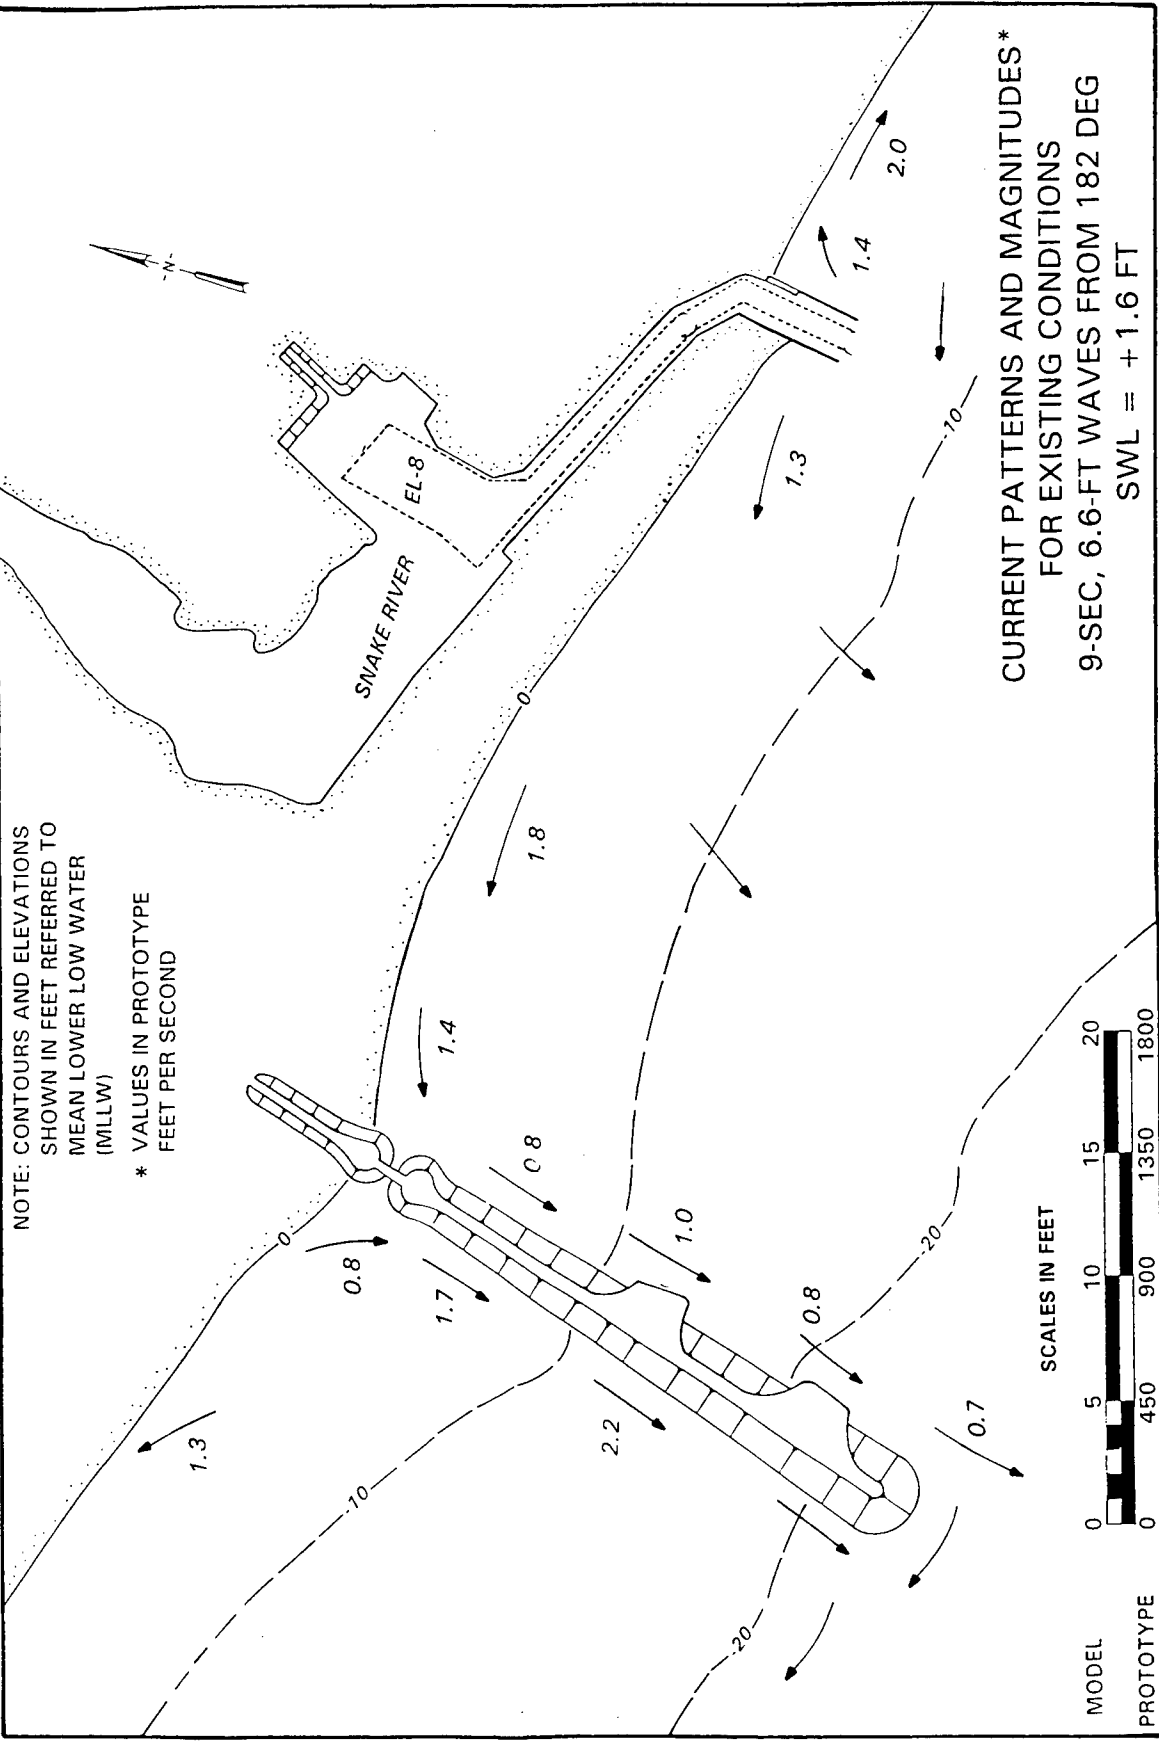 NOTE: CONTOURS AND ELEVATIONS
SHOWN IN FEET REFERRED TO
MEAN LOWER LOW WATER
(MLLW)
* VALUES IN PROTOTYPE
FEET PER SECOND
-N-
EL-8
SNAKE RIVER
0
0
1.3
0.8
1.4
1.8
1.3
1.4
2.0
1.7
0 8
2.2
1.0
0.8
0.7
-10
-10
-20
-20
SCALES IN FEET
MODEL
0 5 10 15 20
PROTOTYPE
0 450 900 1350 1800
CURRENT PATTERNS AND MAGNITUDES*
FOR EXISTING CONDITIONS
9-SEC, 6.6-FT WAVES FROM 182 DEG
SWL = +1.6 FT